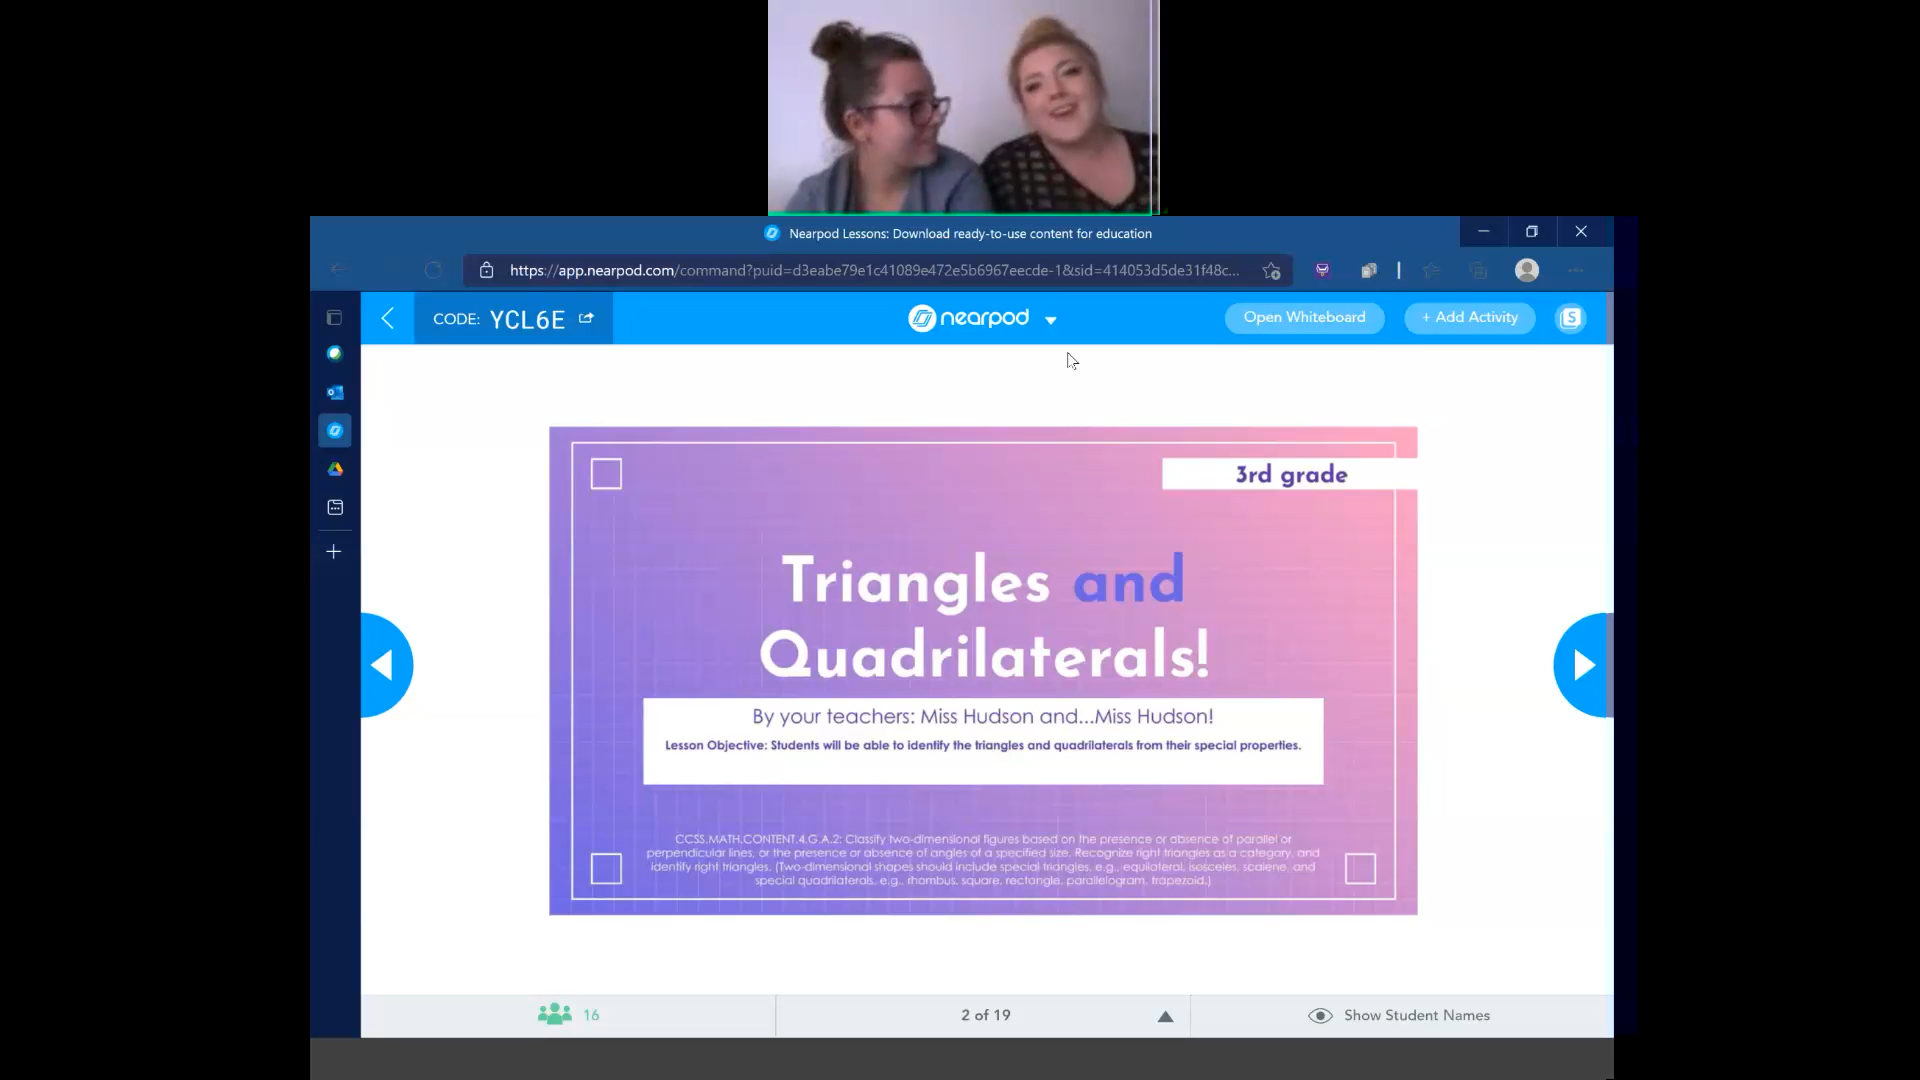 Nearpod Lessons: Download ready-to-use content for education
https://app.nearpod.com/command?puid=d3eabe79e1c41089e472e5b6967eecde-1&sid=414053d5de31f48c...
CODE: YCL6E
nearpod
Open Whiteboard
+ Add Activity
S
3rd grade
Triangles and
Quadrilaterals!
By your teachers: Miss Hudson and...Miss Hudson!
Lesson Objective: Students will be able to identify the triangles and quadrilaterals from their special properties.
CCSS.MATH.CONTENT.4.G.A.2: Classify two-dimensional figures based on the presence or absence of parallel or
perpendicular lines, or the presence or absence of angles of a specified size. Recognize right triangles as a category, and
identify right triangles. (Two-dimensional shapes should include special triangles, e.g., equilateral, isosceles, scalene, and
special quadrilaterals, e.g., rhombus, square, rectangle, parallelogram, trapezoid.)
16
2 of 19
Show Student Names